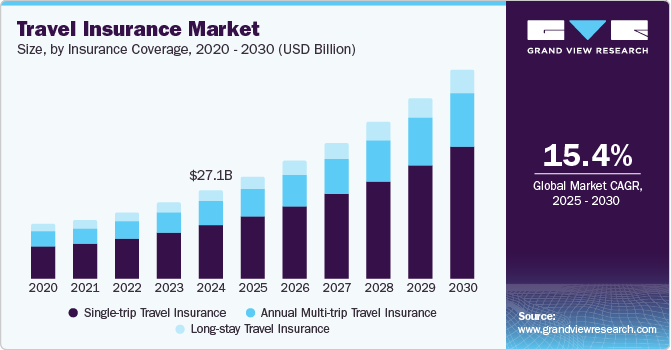 Travel Insurance Market
Size, by Insurance Coverage, 2020 - 2030 (USD Billion)
$27.1B
2020 2021 2022 2023 2024 2025 2026 2027 2028 2029 2030
Single-trip Travel Insurance Annual Multi-trip Travel Insurance
Long-stay Travel Insurance
GVR
GRAND VIEW RESEARCH
15.4%
Global Market CAGR,
2025 - 2030
Source:
www.grandviewresearch.com